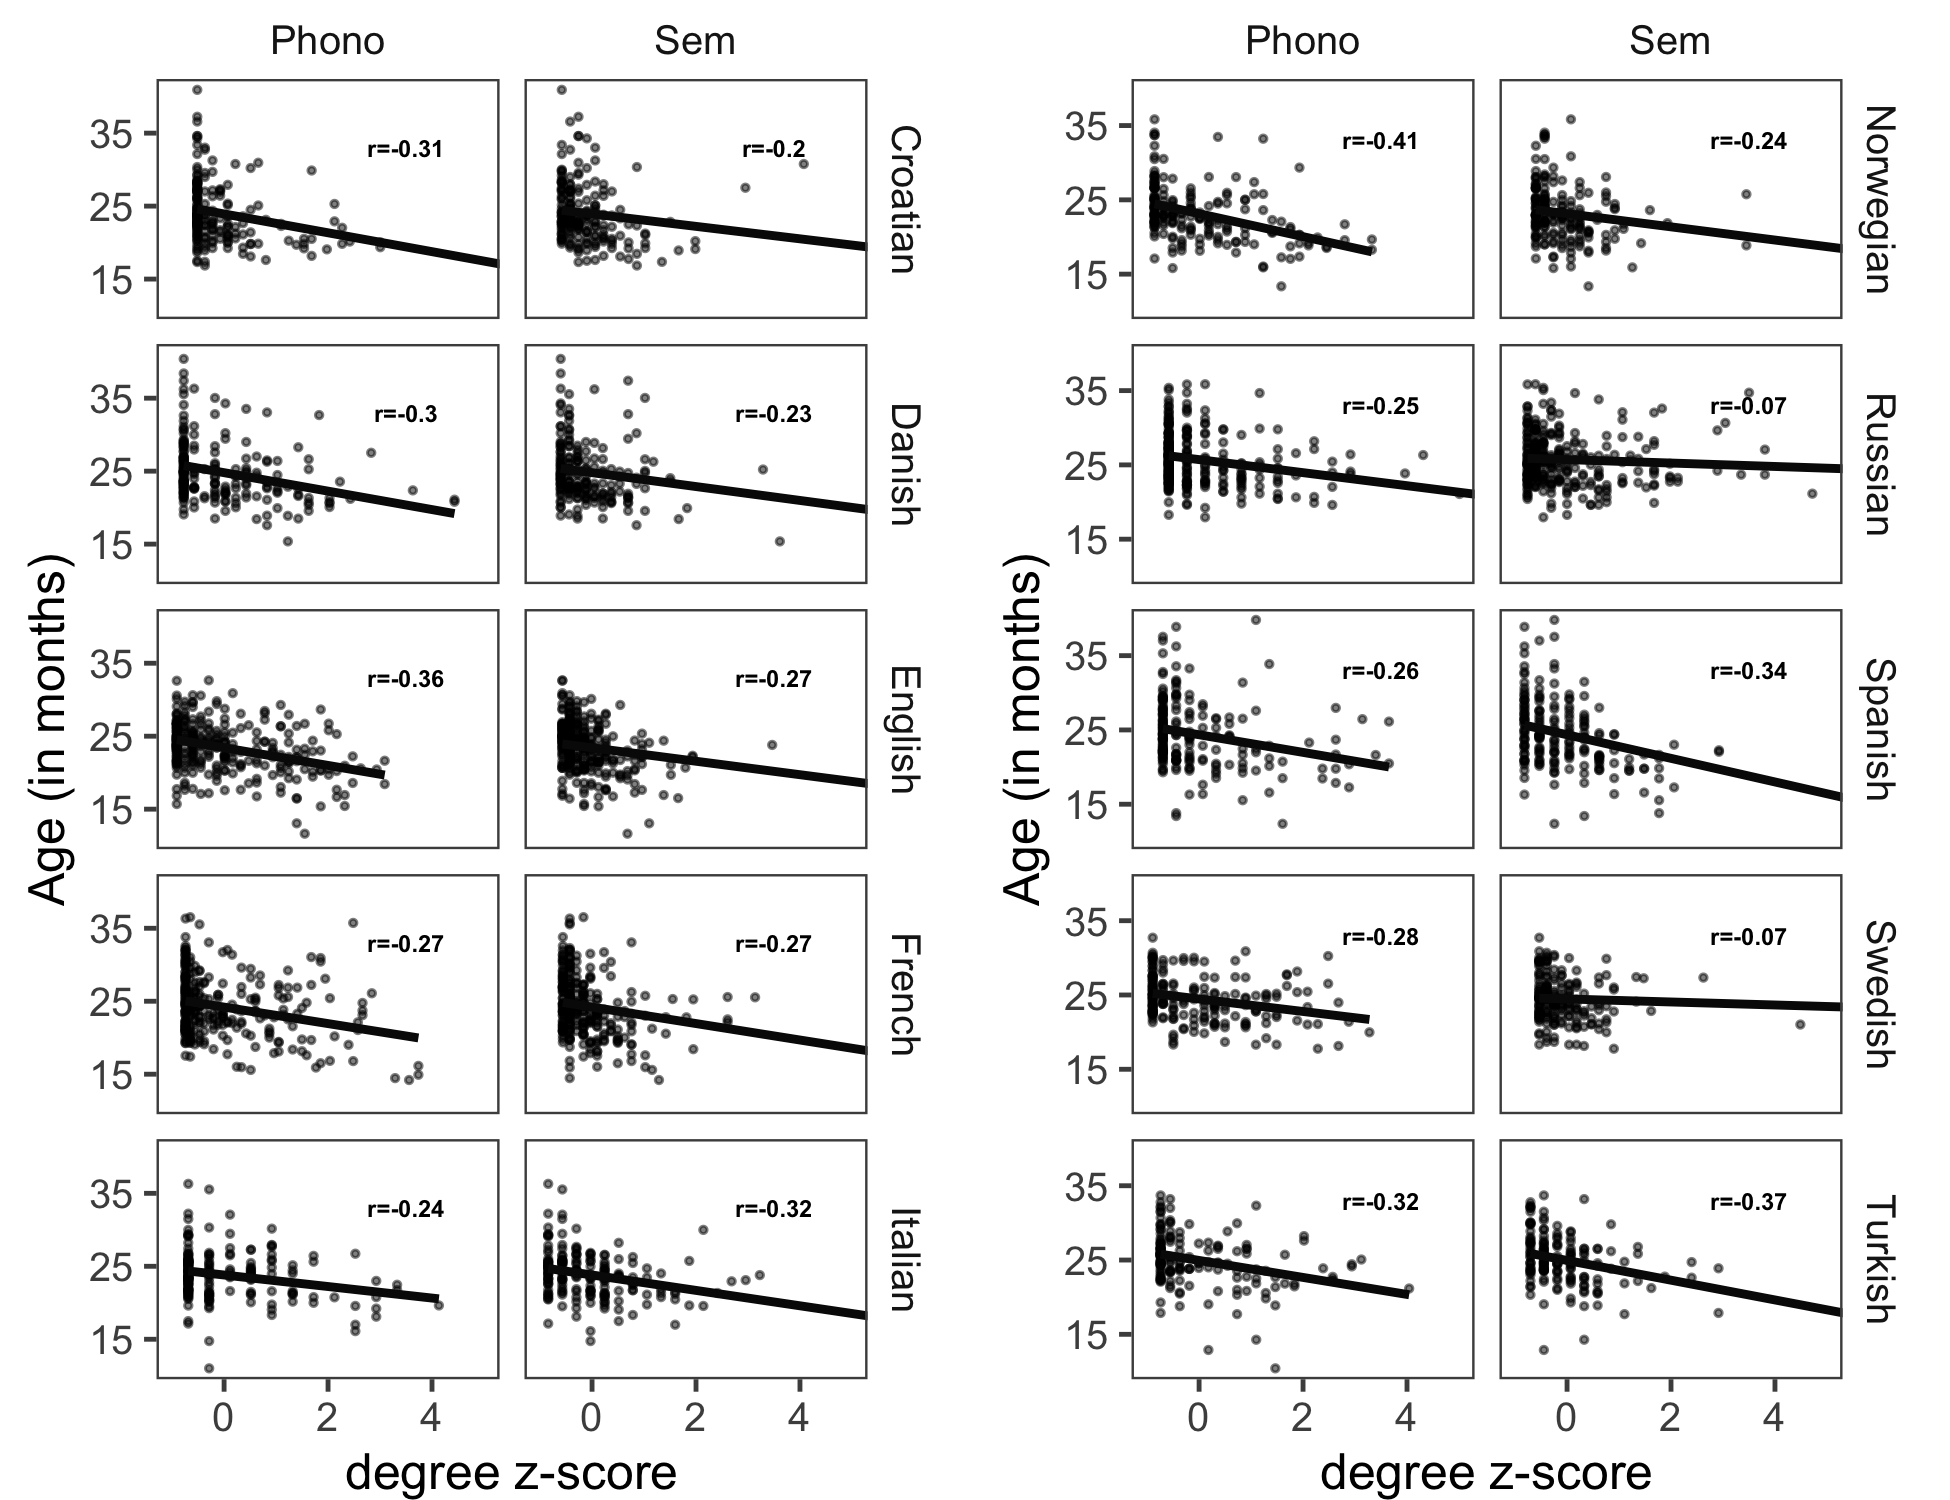 Phono Sem
35
25
15
r=-0.31 r=-0.2
Croatian
35
25
15
r=-0.3 r=-0.23
Danish
35
25
15
r=-0.36 r=-0.27
English
35
25
15
r=-0.27 r=-0.27
French
35
25
15
r=-0.24 r=-0.32
Italian
0 2 4 0 2 4
degree z-score
Age (in months)
Phono Sem
35
25
15
r=-0.41 r=-0.24
Norwegian
35
25
15
r=-0.25 r=-0.07
Russian
35
25
15
r=-0.26 r=-0.34
Spanish
35
25
15
r=-0.28 r=-0.07
Swedish
35
25
15
r=-0.32 r=-0.37
Turkish
0 2 4 0 2 4
degree z-score
Age (in months)